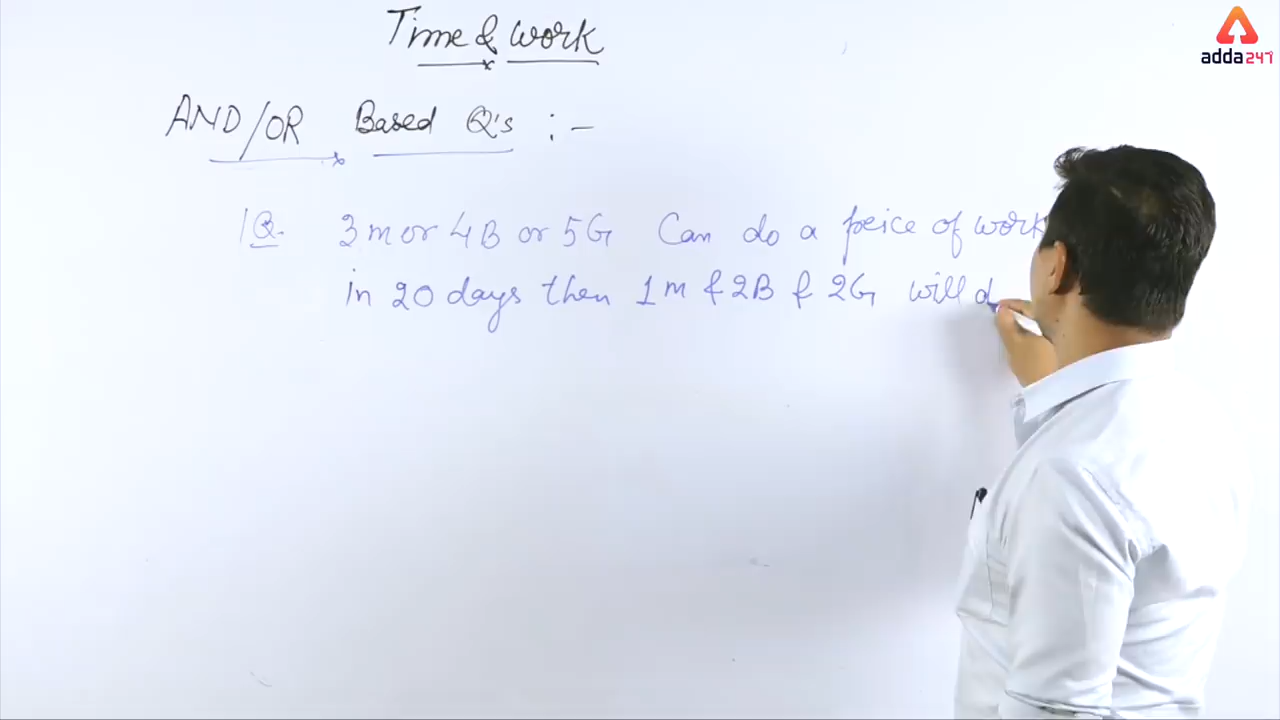 Time & work
adda247
AND/OR Based Q's :-
1Q. 3m or 4B or 5G Can do a peice of work
in 20 days then 1m & 2B & 2G will d